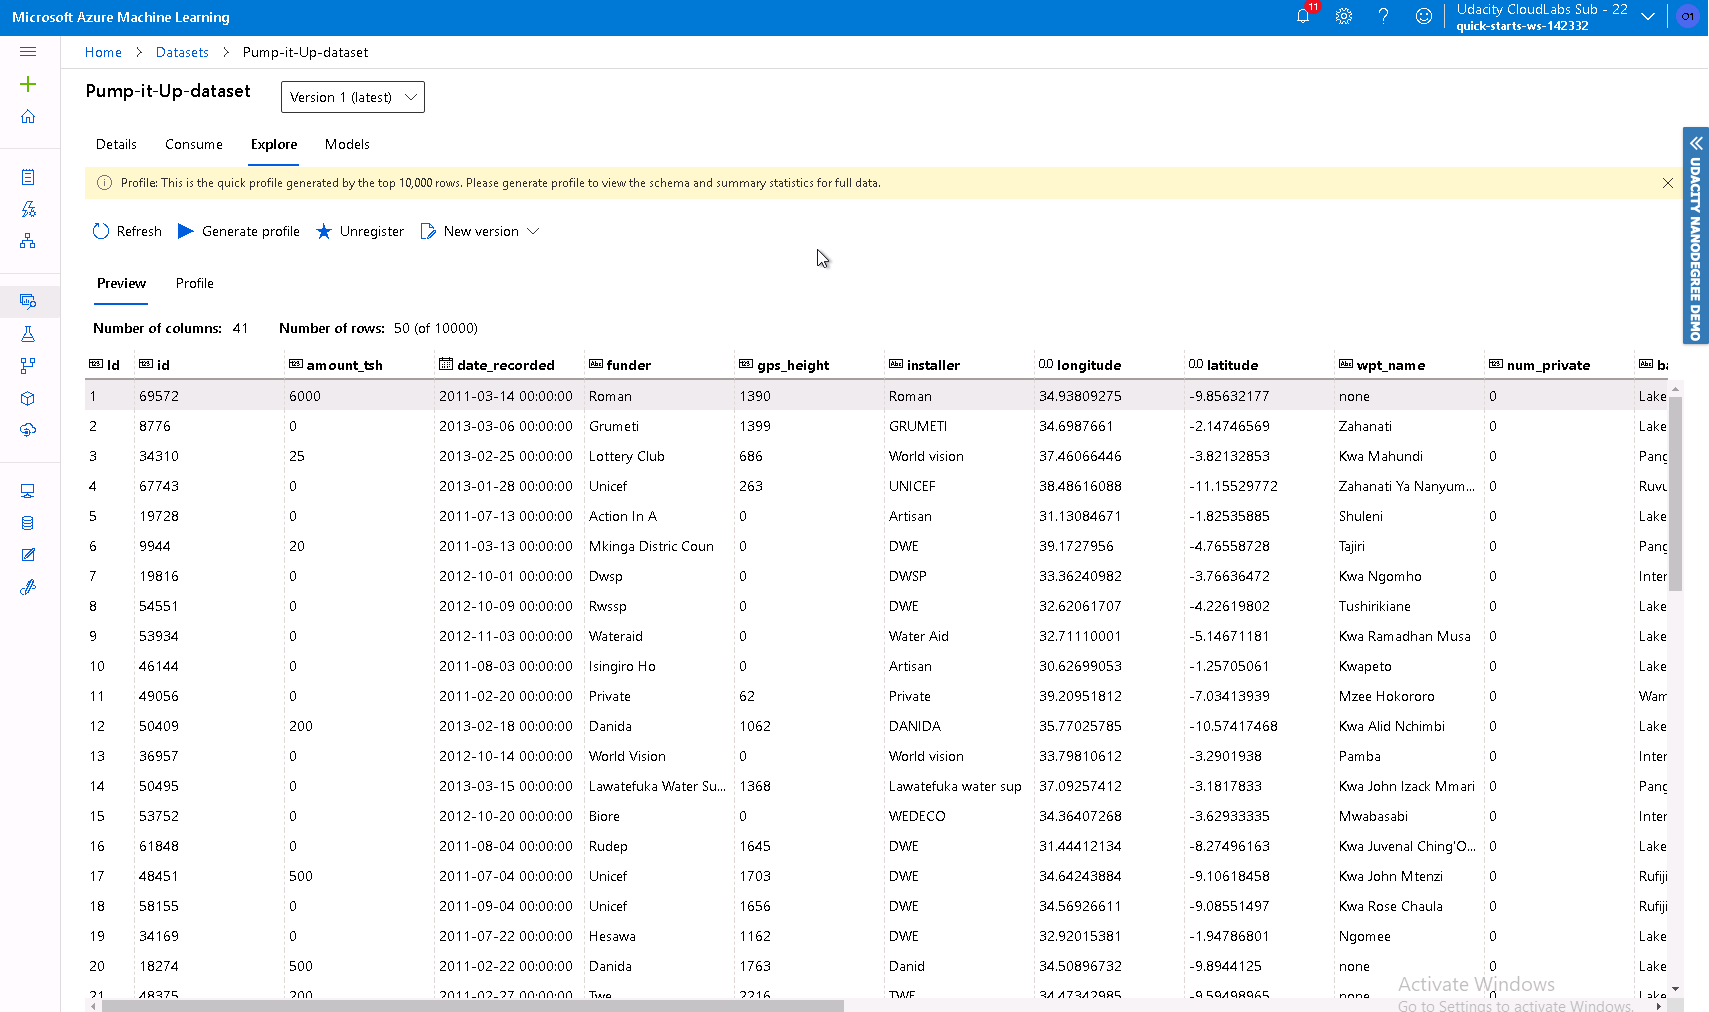 Microsoft Azure Machine Learning
11
Udacity CloudLabs Sub - 22
quick-starts-ws-142332
O1
Home > Datasets > Pump-it-Up-dataset
Pump-it-Up-dataset
Version 1 (latest)
Details Consume Explore Models
Profile: This is the quick profile generated by the top 10,000 rows. Please generate profile to view the schema and summary statistics for full data.
Refresh Generate profile Unregister New version
UDACITY NANODEGREE DEMO
Preview Profile
Number of columns: 41 Number of rows: 50 (of 10000)
Id id amount_tsh date_recorded funder gps_height installer longitude latitude wpt_name num_private ba
1 69572 6000 2011-03-14 00:00:00 Roman 1390 Roman 34.93809275 -9.85632177 none 0 Lake
2 8776 0 2013-03-06 00:00:00 Grumeti 1399 GRUMETI 34.6987661 -2.14746569 Zahanati 0 Lake
3 34310 25 2013-02-25 00:00:00 Lottery Club 686 World vision 37.46066446 -3.82132853 Kwa Mahundi 0 Pang
4 67743 0 2013-01-28 00:00:00 Unicef 263 UNICEF 38.48616088 -11.15529772 Zahanati Ya Nanyum... 0 Ruvu
5 19728 0 2011-07-13 00:00:00 Action In A 0 Artisan 31.13084671 -1.82535885 Shuleni 0 Lake
6 9944 20 2011-03-13 00:00:00 Mkinga Distric Coun 0 DWE 39.1727956 -4.76558728 Tajiri 0 Pang
7 19816 0 2012-10-01 00:00:00 Dwsp 0 DWSP 33.36240982 -3.76636472 Kwa Ngomho 0 Inter
8 54551 0 2012-10-09 00:00:00 Rwssp 0 DWE 32.62061707 -4.22619802 Tushirikiane 0 Lake
9 53934 0 2012-11-03 00:00:00 Wateraid 0 Water Aid 32.71110001 -5.14671181 Kwa Ramadhan Musa 0 Lake
10 46144 0 2011-08-03 00:00:00 Isingiro Ho 0 Artisan 30.62699053 -1.25705061 Kwapeto 0 Lake
11 49056 0 2011-02-20 00:00:00 Private 62 Private 39.20951812 -7.03413939 Mzee Hokororo 0 Wam
12 50409 200 2013-02-18 00:00:00 Danida 1062 DANIDA 35.77025785 -10.57417468 Kwa Alid Nchimbi 0 Lake
13 36957 0 2012-10-14 00:00:00 World Vision 0 World vision 33.79810612 -3.2901938 Pamba 0 Inter
14 50495 0 2013-03-15 00:00:00 Lawatefuka Water Su... 1368 Lawatefuka water sup 37.09257412 -3.1817833 Kwa John Izack Mmari 0 Pang
15 53752 0 2012-10-20 00:00:00 Biore 0 WEDECO 34.36407268 -3.62933335 Mwabasabi 0 Inter
16 61848 0 2011-08-04 00:00:00 Rudep 1645 DWE 31.44412134 -8.27496163 Kwa Juvenal Ching'O... 0 Lake
17 48451 500 2011-07-04 00:00:00 Unicef 1703 DWE 34.64243884 -9.10618458 Kwa John Mtenzi 0 Rufiji
18 58155 0 2011-09-04 00:00:00 Unicef 1656 DWE 34.56926611 -9.08551497 Kwa Rose Chaula 0 Rufiji
19 34169 0 2011-07-22 00:00:00 Hesawa 1162 DWE 32.92015381 -1.94786801 Ngomee 0 Lake
20 18274 500 2011-02-22 00:00:00 Danida 1763 Danid 34.50896732 -9.8944125 none 0 Lake
21 48375 200 2011-02-27 00:00:00 Twe 2216 TWE 34.47342985 -9.59498965 none 0 Lake
Activate Windows
Go to Settings to activate Windows.